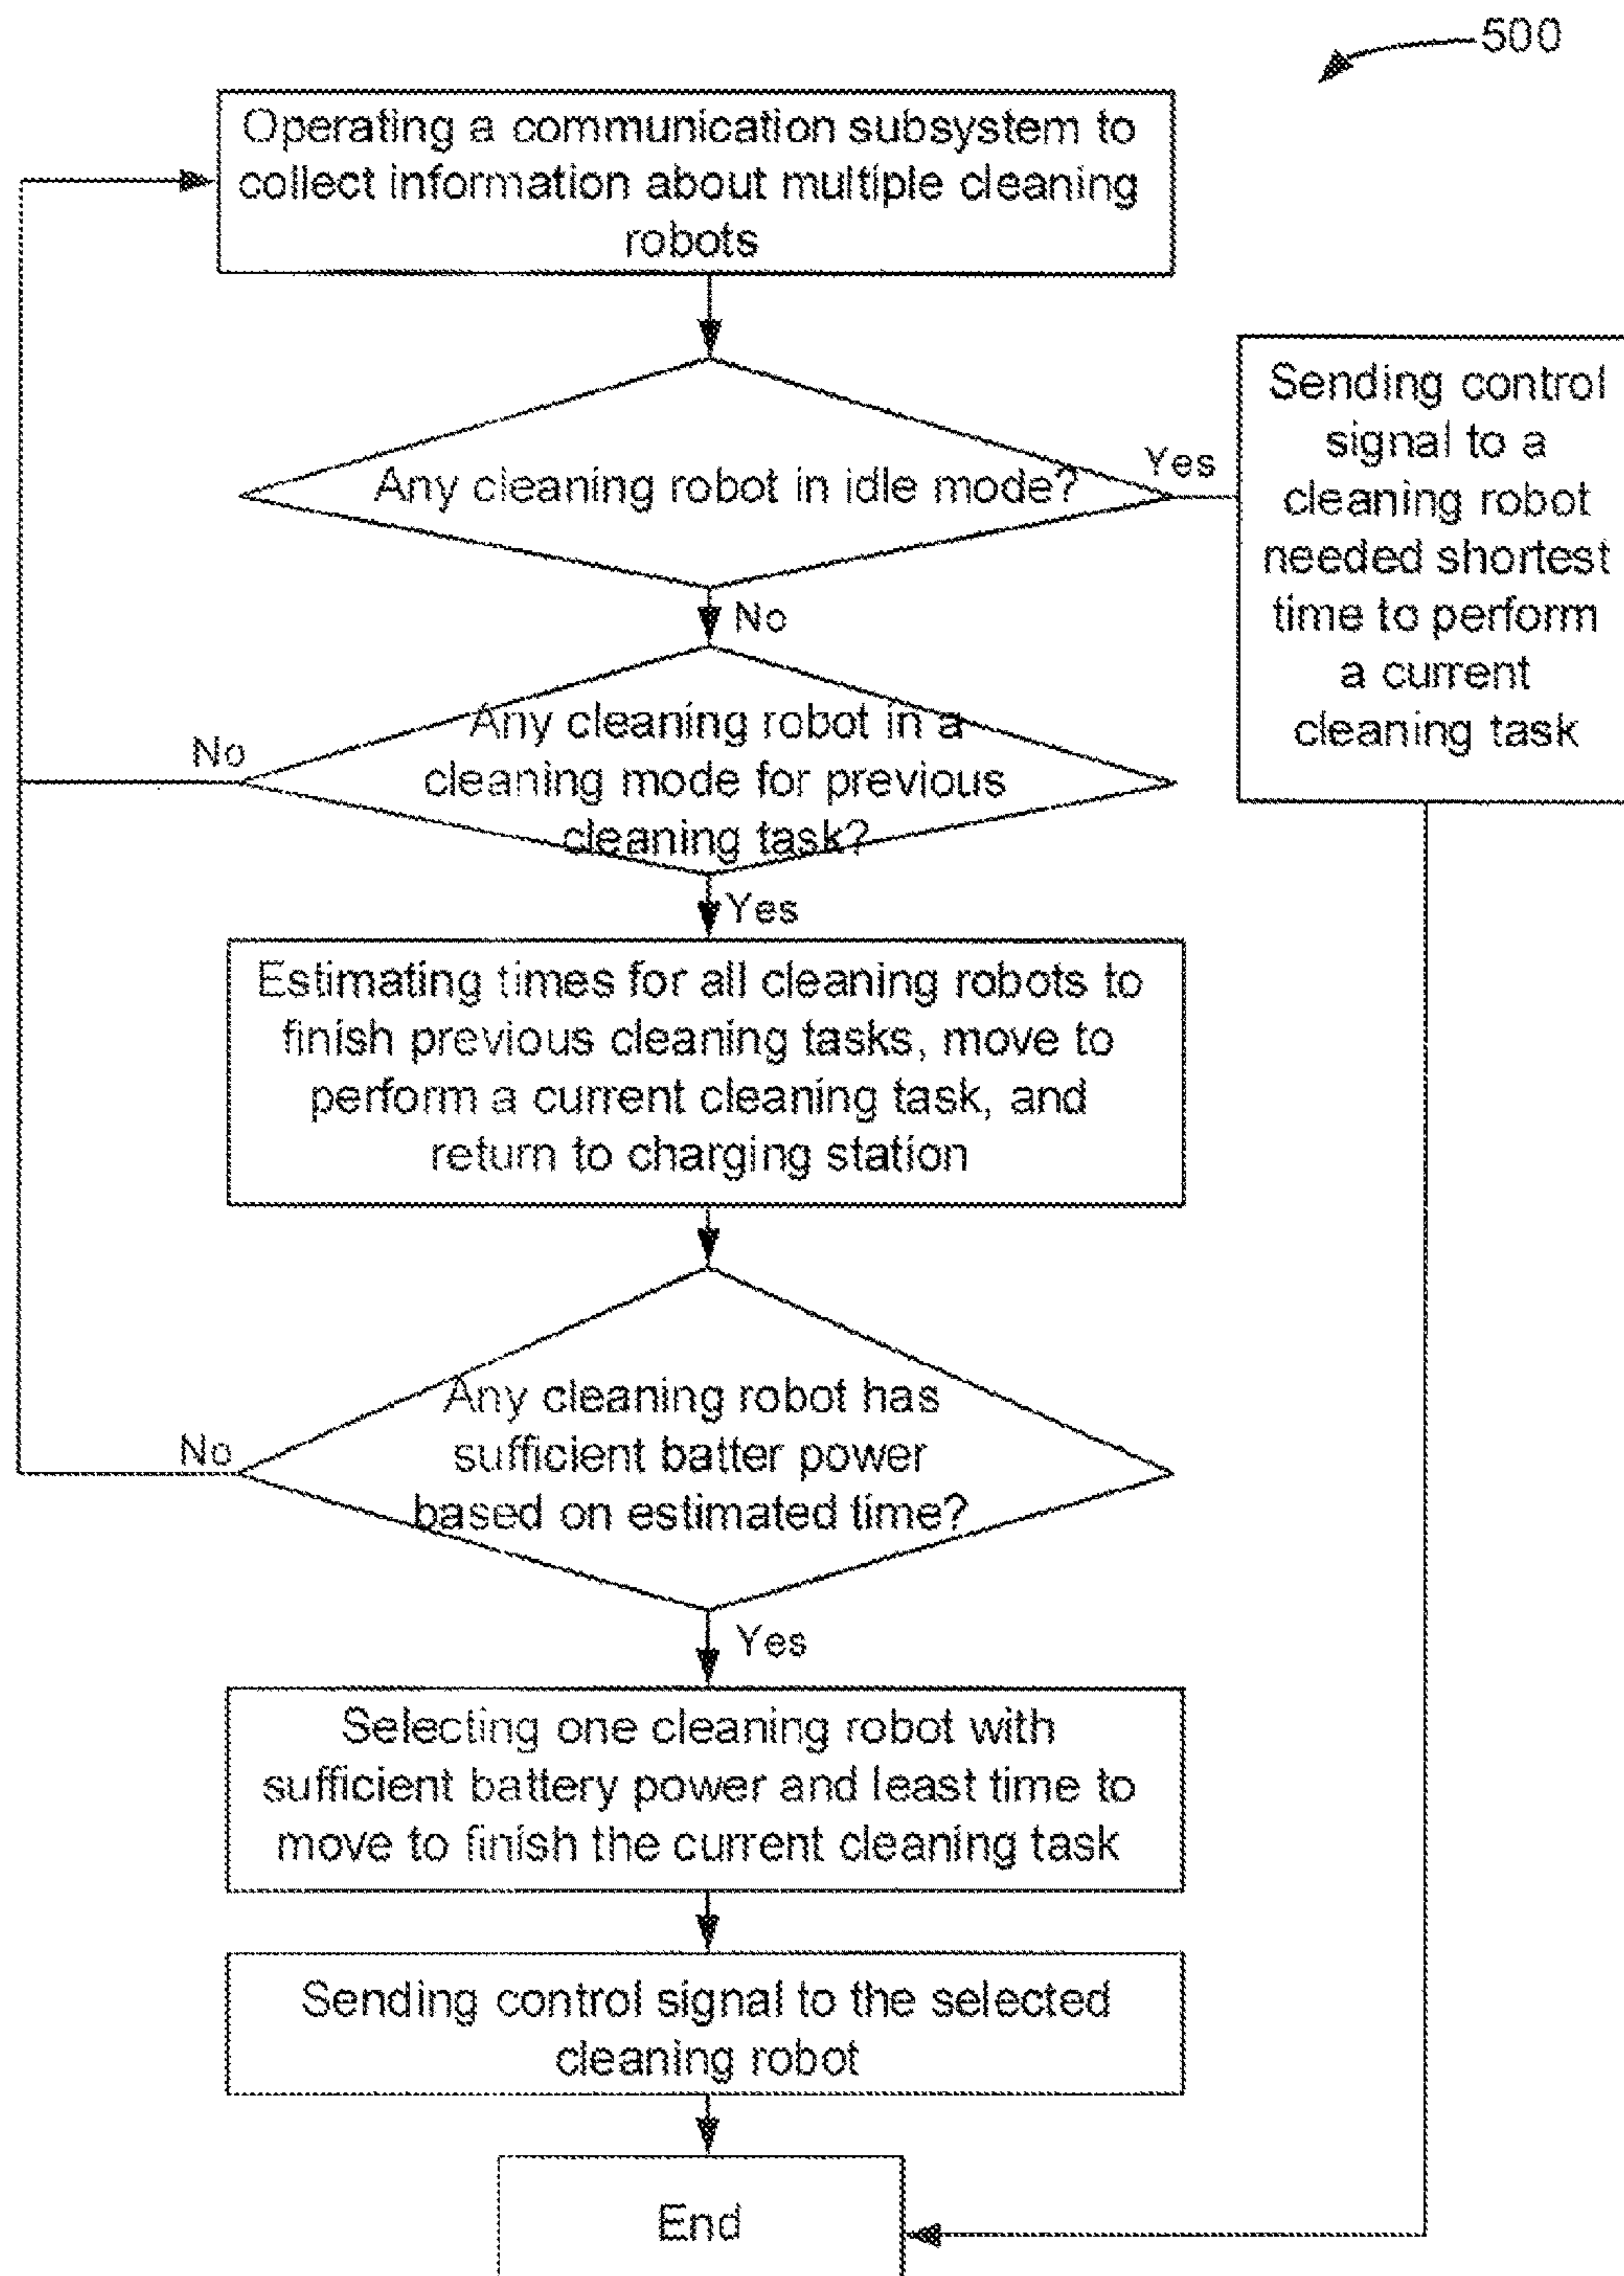 500
Operating a communication subsystem to
collect information about multiple cleaning
robots
Any cleaning robot in idle mode?
Yes
Sending control
signal to a
cleaning robot
needed shortest
time to perform
a current
cleaning task
No
Any cleaning robot in a
cleaning mode for previous
cleaning task?
No
Yes
Estimating times for all cleaning robots to
finish previous cleaning tasks, move to
perform a current cleaning task, and
return to charging station
Any cleaning robot has
sufficient batter power
based on estimated time?
No
Yes
Selecting one cleaning robot with
sufficient battery power and least time to
move to finish the current cleaning task
Sending control signal to the selected
cleaning robot
End